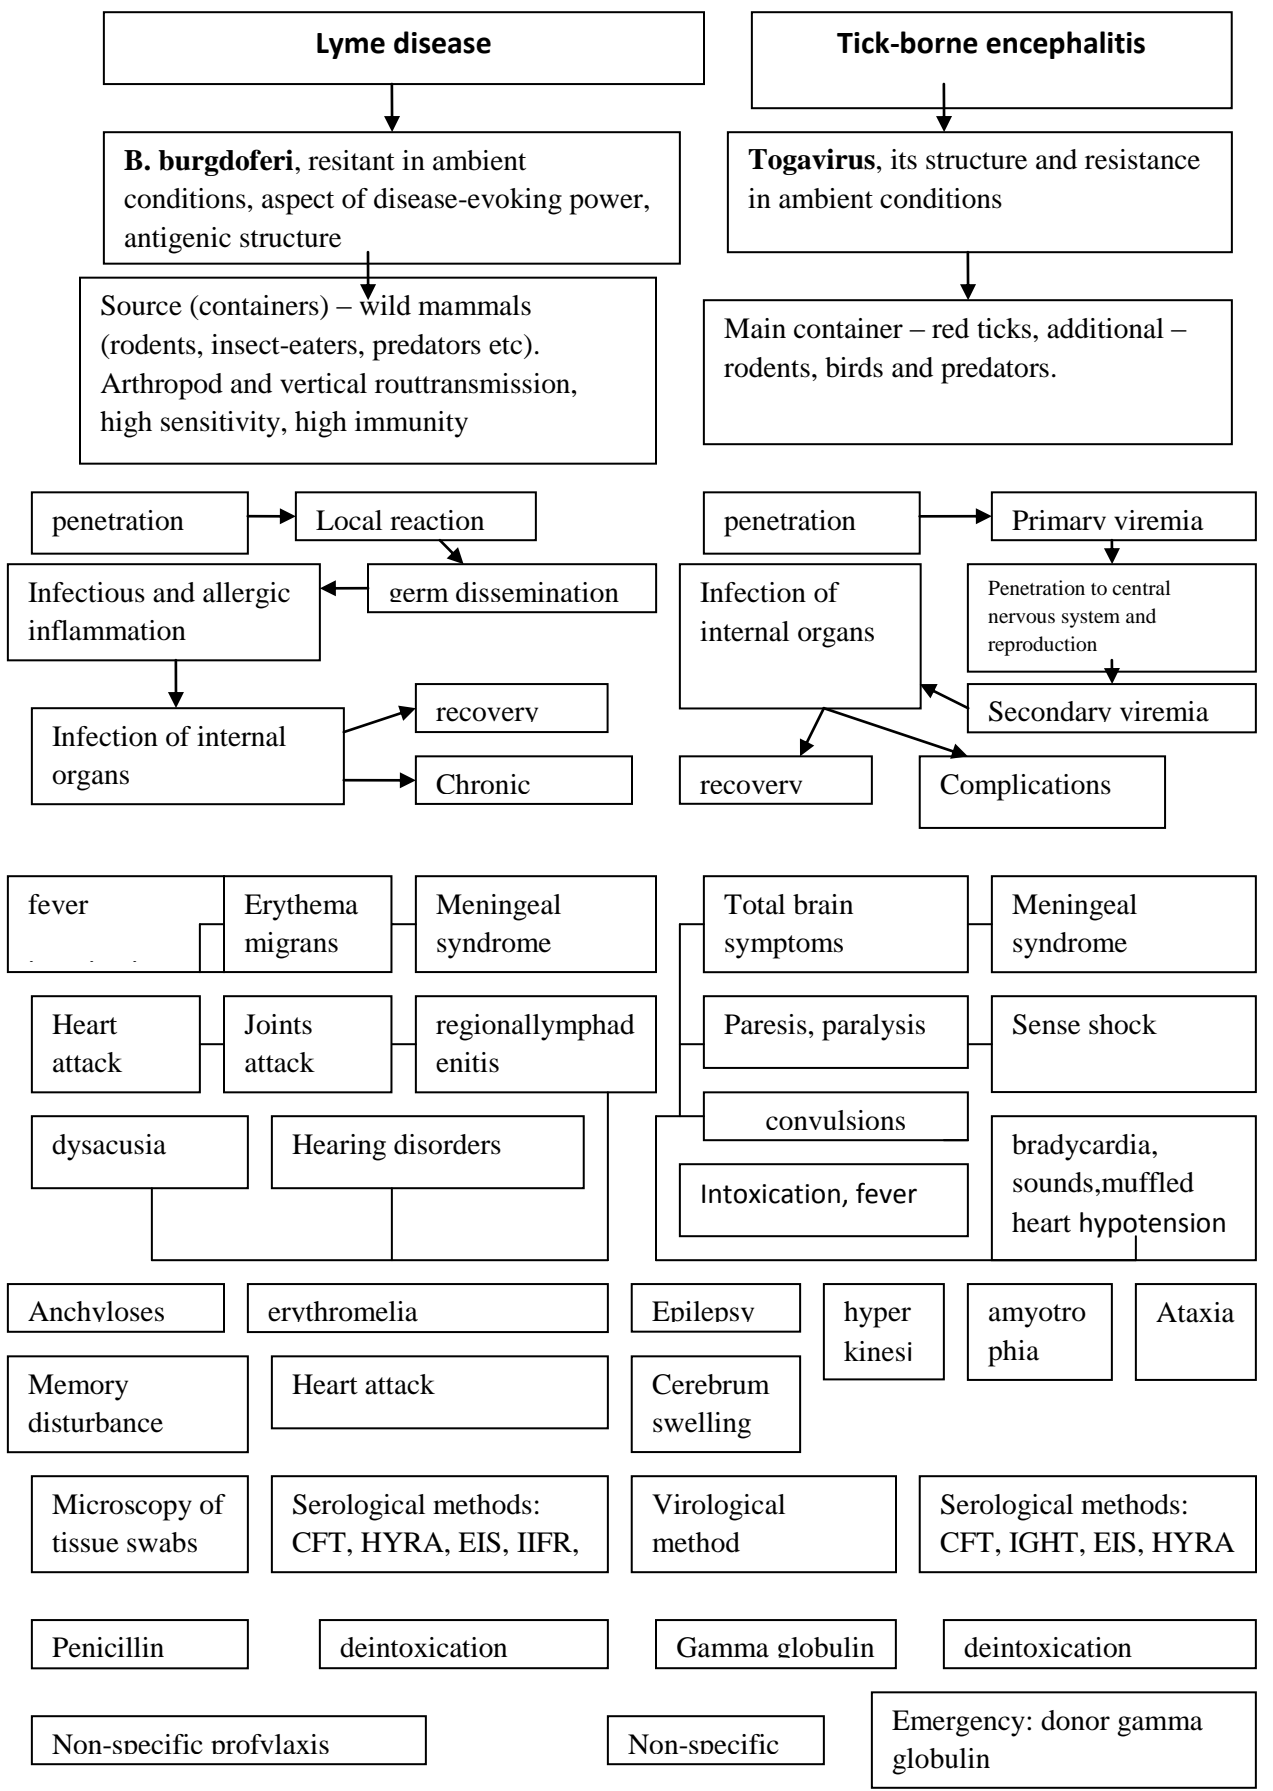 Lyme disease
Tick-borne encephalitis
B. burgdoferi, resitant in ambient
conditions, aspect of disease-evoking power,
antigenic structure
Togavirus, its structure and resistance
in ambient conditions
Source (containers) – wild mammals
(rodents, insect-eaters, predators etc).
Arthropod and vertical routtransmission,
high sensitivity, high immunity
Main container – red ticks, additional –
rodents, birds and predators.
penetration
Local reaction
penetration
Primary viremia
Infectious and allergic
inflammation
germ dissemination
Infection of
internal organs
Penetration to central
nervous system and
reproduction
Secondary viremia
Infection of internal
organs
recovery
Chronic
recovery
Complications
fever
Erythema
migrans
Meningeal
syndrome
Total brain
symptoms
Meningeal
syndrome
Heart
attack
Joints
attack
regionallymphad
enitis
Paresis, paralysis
Sense shock
convulsions
dysacusia
Hearing disorders
Intoxication, fever
bradycardia,
sounds,muffled
heart hypotension
Anchyloses
erythromelia
Epilepsy
hyper
kinesi
amyotro
phia
Ataxia
Memory
disturbance
Heart attack
Cerebrum
swelling
Microscopy of
tissue swabs
Serological methods:
CFT, HYRA, EIS, IIFR,
Virological
method
Serological methods:
CFT, IGHT, EIS, HYRA
Penicillin
deintoxication
Gamma globulin
deintoxication
Non-specific profylaxis
Non-specific
Emergency: donor gamma
globulin